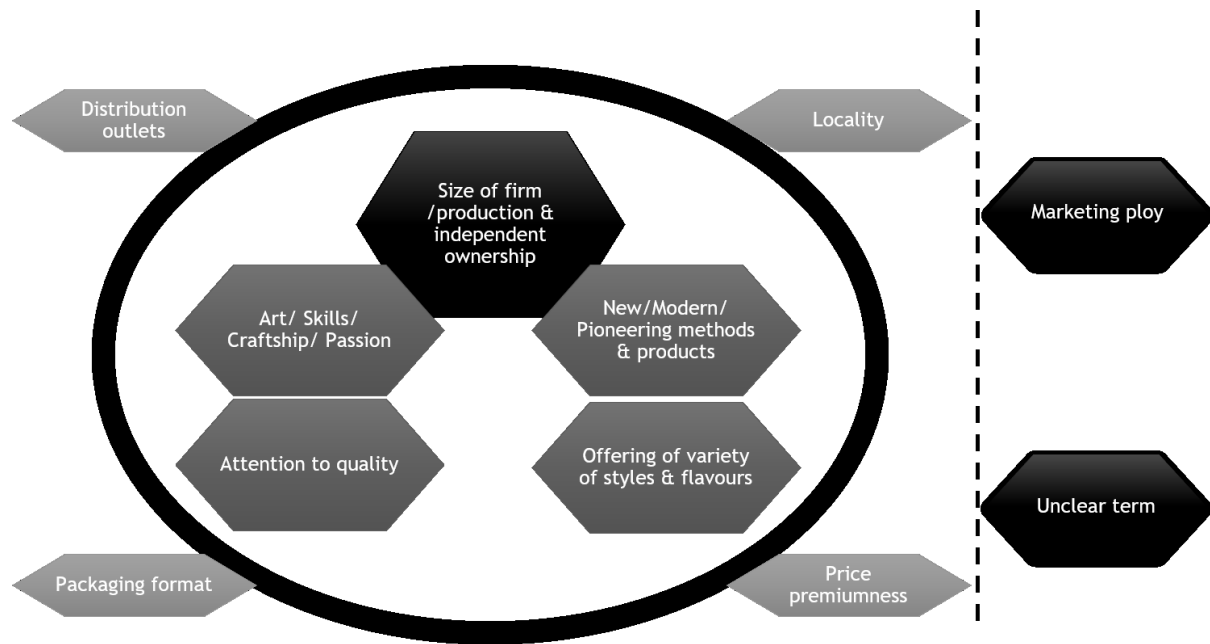 Distribution
outlets
Locality
Size of firm
/production &
independent
ownership
Marketing ploy
Art/ Skills/
Craftship/ Passion
New/Modern/
Pioneering methods
& products
Attention to quality
Offering of variety
of styles & flavours
Unclear term
Packaging format
Price
premiumness